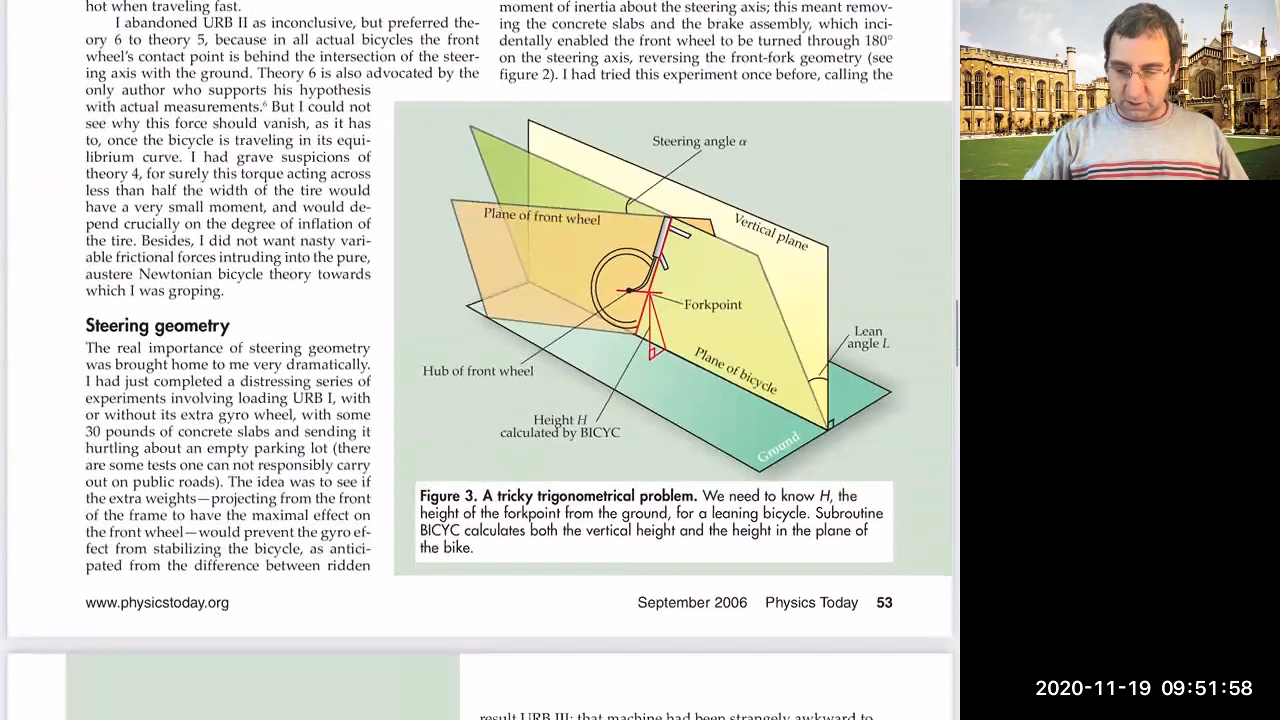 hot when traveling fast.
I abandoned URB II as inconclusive, but preferred the-
ory 6 to theory 5, because in all actual bicycles the front
wheel's contact point is behind the intersection of the steer-
ing axis with the ground. Theory 6 is also advocated by the
only author who supports his hypothesis
with actual measurements.⁶ But I could not
see why this force should vanish, as it has
to, once the bicycle is traveling in its equi-
librium curve. I had grave suspicions of
theory 4, for surely this torque acting across
less than half the width of the tire would
have a very small moment, and would de-
pend crucially on the degree of inflation of
the tire. Besides, I did not want nasty vari-
able frictional forces intruding into the pure,
austere Newtonian bicycle theory towards
which I was groping.
Steering geometry
The real importance of steering geometry
was brought home to me very dramatically.
I had just completed a distressing series of
experiments involving loading URB I, with
or without its extra gyro wheel, with some
30 pounds of concrete slabs and sending it
hurtling about an empty parking lot (there
are some tests one can not responsibly carry
out on public roads). The idea was to see if
the extra weights—projecting from the front
of the frame to have the maximal effect on
the front wheel—would prevent the gyro ef-
fect from stabilizing the bicycle, as antici-
pated from the difference between ridden
moment of inertia about the steering axis; this meant remov-
ing the concrete slabs and the brake assembly, which inci-
dentally enabled the front wheel to be turned through 180°
on the steering axis, reversing the front-fork geometry (see
figure 2). I had tried this experiment once before, calling the
Steering angle α
Plane of front wheel
Vertical plane
Forkpoint
Lean
angle L
Plane of bicycle
Hub of front wheel
Height H
calculated by BICYC
Ground
Figure 3. A tricky trigonometrical problem. We need to know H, the
height of the forkpoint from the ground, for a leaning bicycle. Subroutine
BICYC calculates both the vertical height and the height in the plane of
the bike.
www.physicstoday.org
September 2006 Physics Today 53
result URB III: that machine had been strangely awkward to
2020-11-19 09:51:58